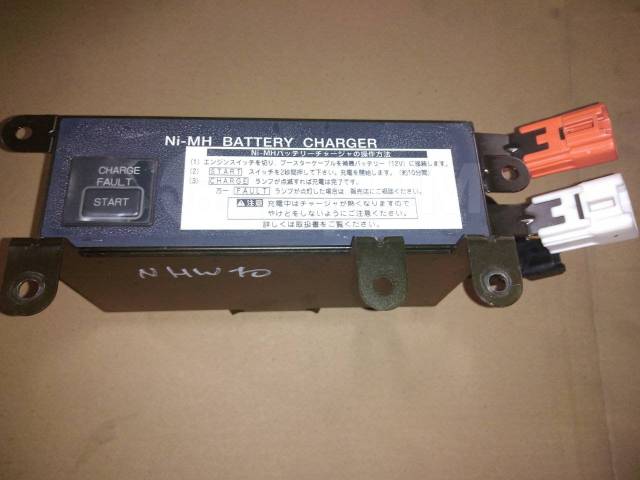 Ni-MH BATTERY CHARGER
Ni-MHバッテリーチャージャの操作方法
(1) エンジンスイッチを切り、ブースターケーブルを補機バッテリー(12V)に接続します。
(2) START スイッチを2秒間押して下さい。充電を開始します。(約10分間)
(3) CHARGE ランプが点滅すれば充電は完了です。
万一 FAULT ランプが点灯した場合は 販売店にご相談ください。
⚠注意 充電中はチャージャが熱くなりますので
やけどをしないようにご注意ください。
詳しくは取扱書をご覧ください。
CHARGE
FAULT
START
NHW10